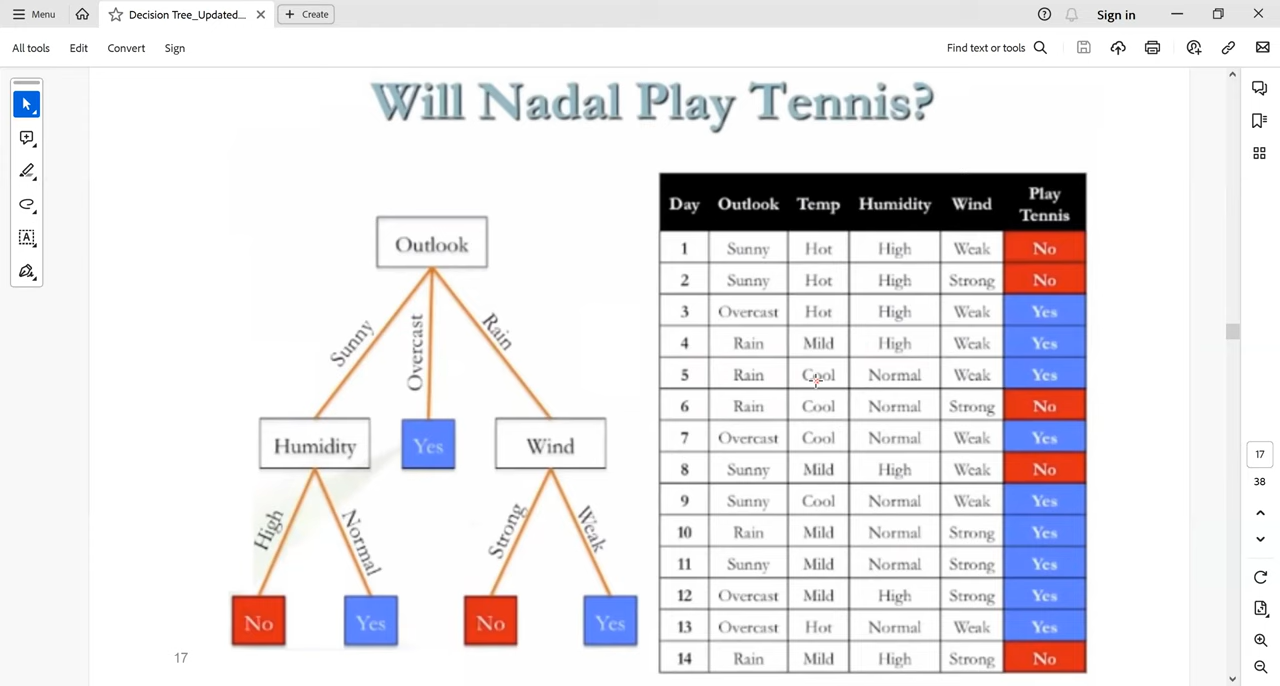 Menu
Decision Tree_Updated...
Create
Sign in
All tools
Edit
Convert
Sign
Find text or tools
Will Nadal Play Tennis?
Outlook
Sunny
Overcast
Rain
Humidity
Yes
Wind
High
Normal
Strong
Weak
No
Yes
No
Yes
17
Day Outlook Temp Humidity Wind Play Tennis
1 Sunny Hot High Weak No
2 Sunny Hot High Strong No
3 Overcast Hot High Weak Yes
4 Rain Mild High Weak Yes
5 Rain Cool Normal Weak Yes
6 Rain Cool Normal Strong No
7 Overcast Cool Normal Weak Yes
8 Sunny Mild High Weak No
9 Sunny Cool Normal Weak Yes
10 Rain Mild Normal Strong Yes
11 Sunny Mild Normal Strong Yes
12 Overcast Mild High Strong Yes
13 Overcast Hot Normal Weak Yes
14 Rain Mild High Strong No
17
38